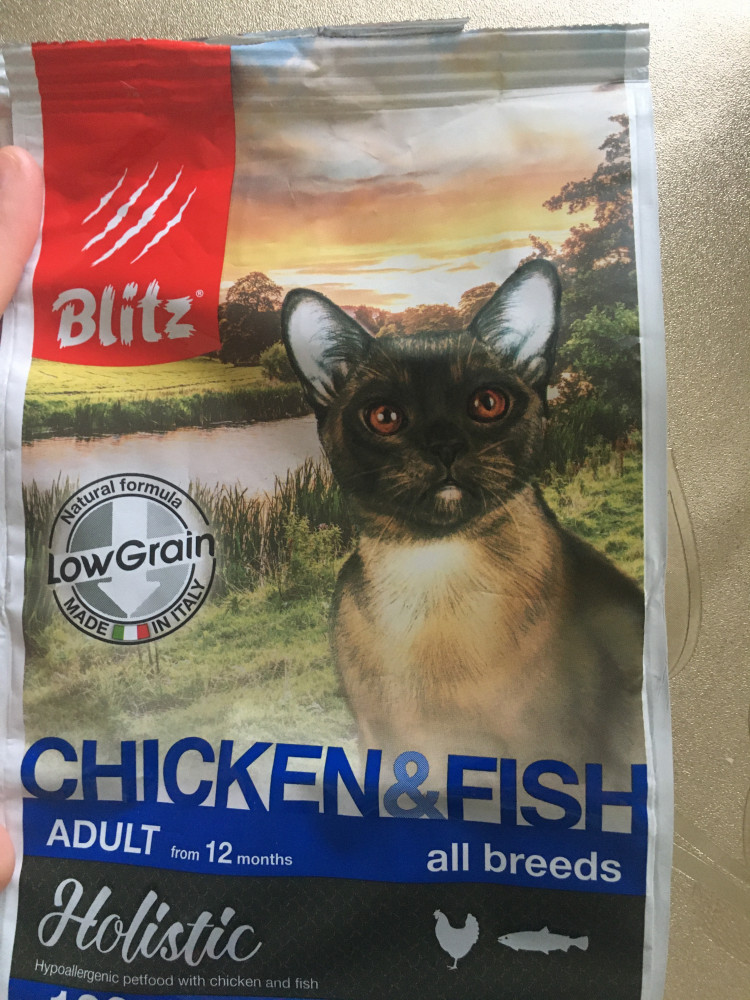 Blitz®
Natural formula
LowGrain
MADE IN ITALY
CHICKEN&FISH
ADULT from 12 months
all breeds
Holistic
Hypoallergenic petfood with chicken and fish